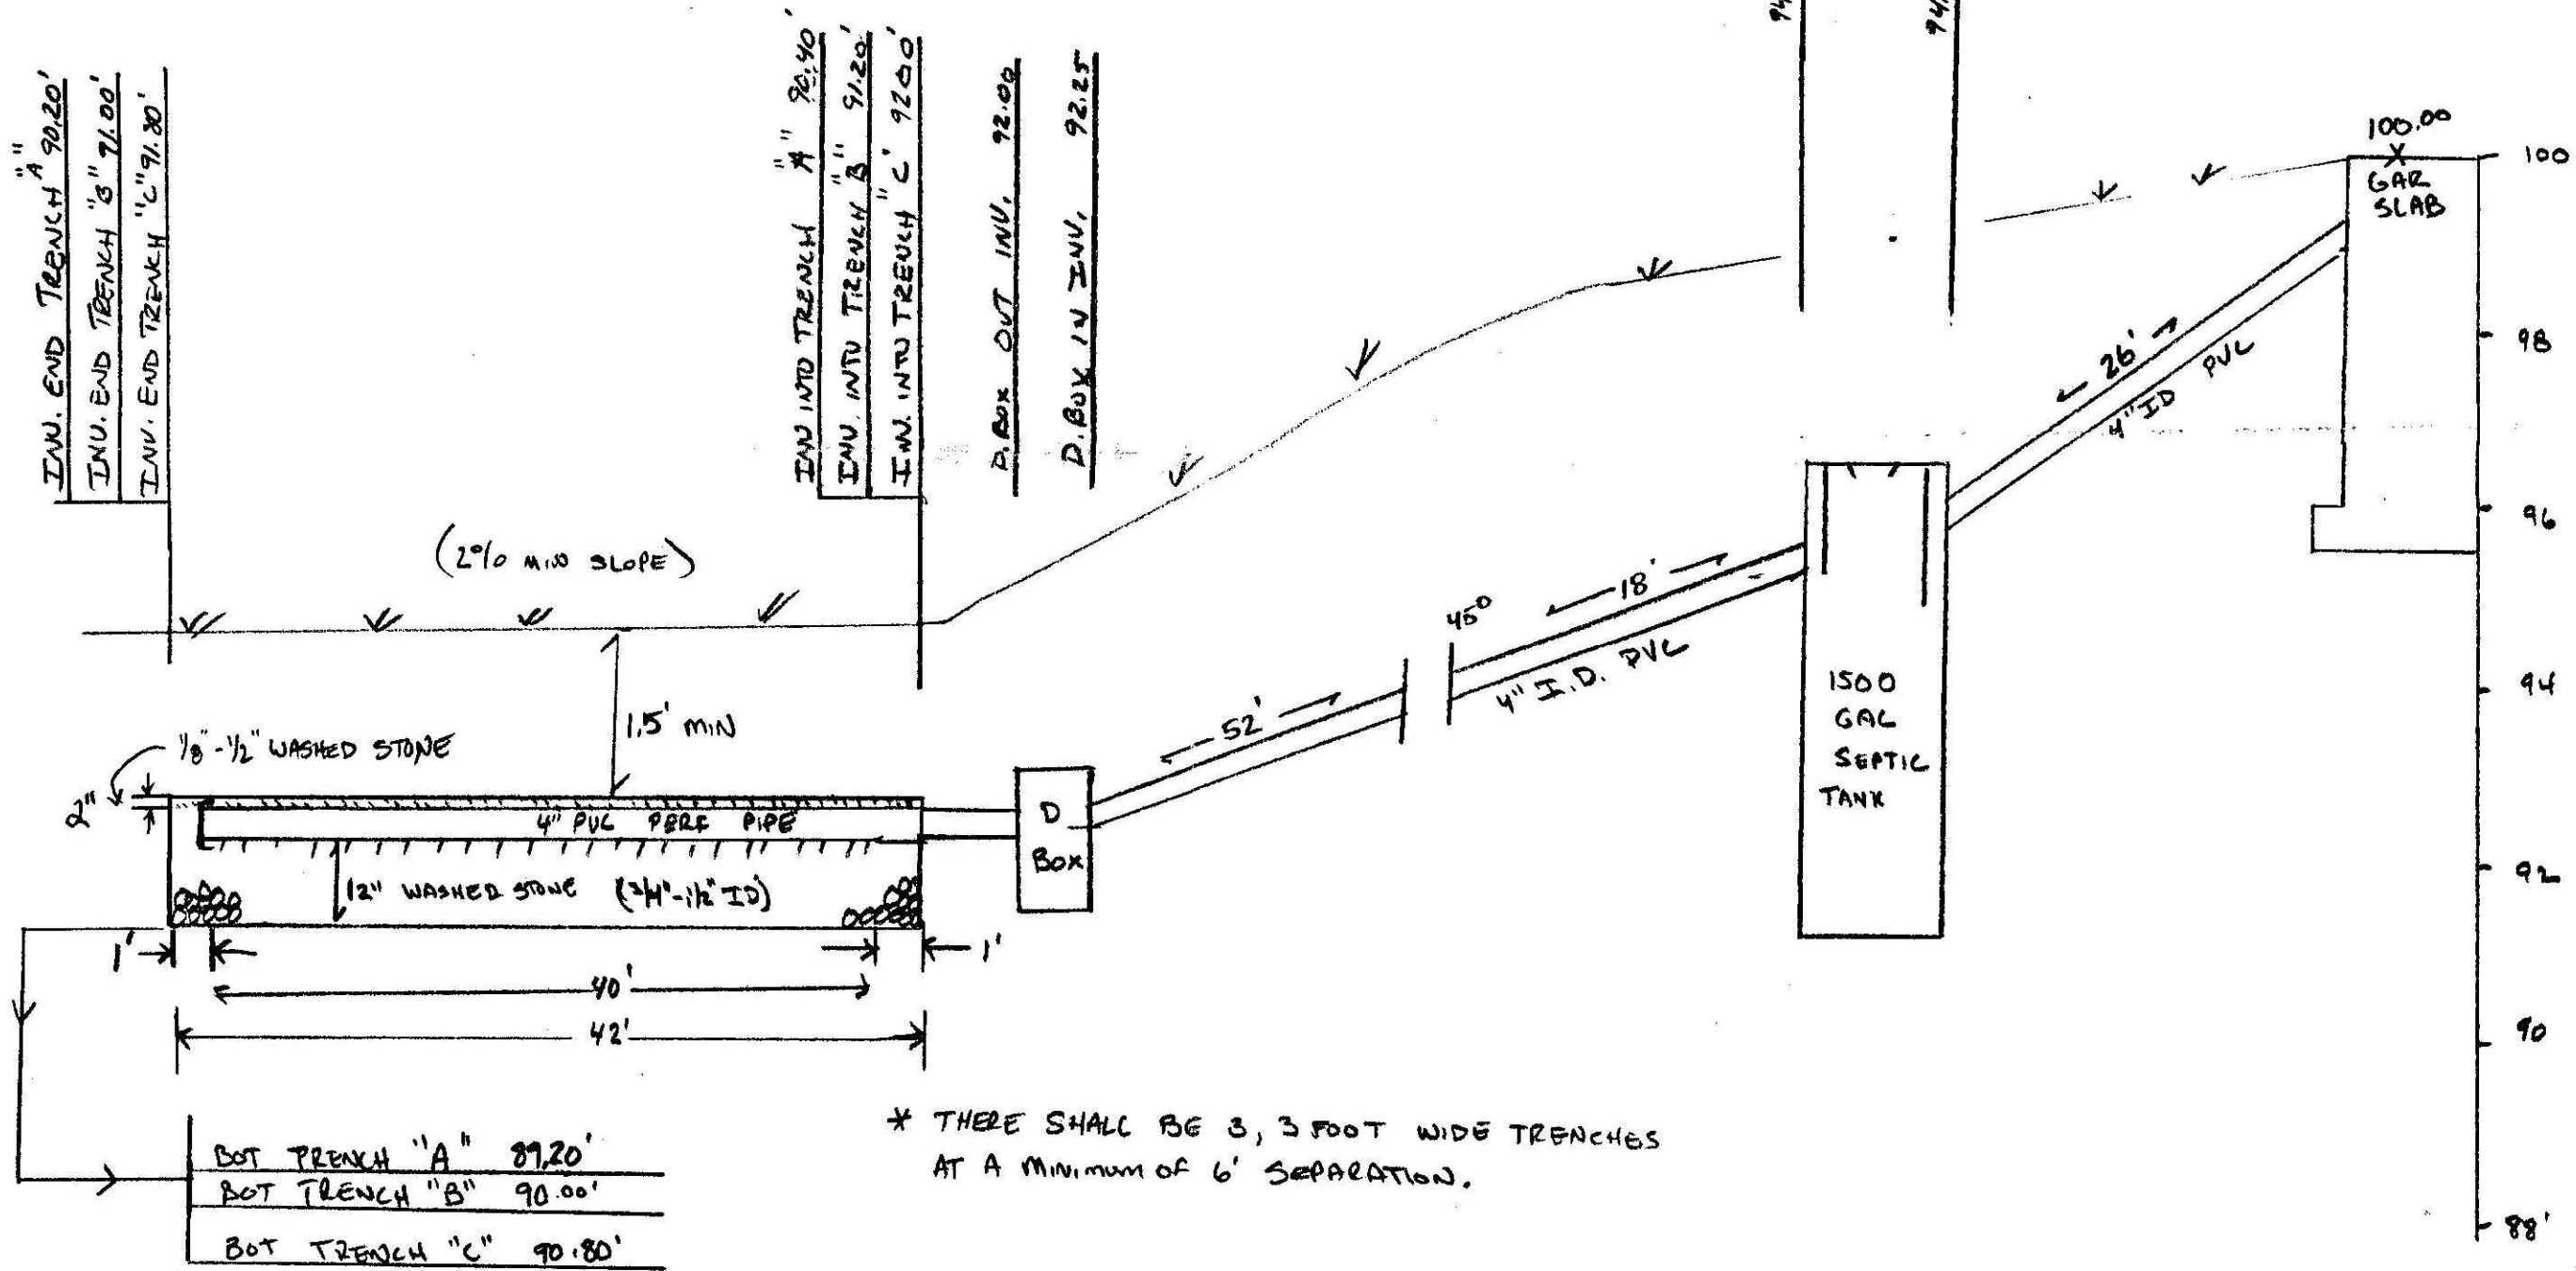 INV. END TRENCH "A" 90.20'
INV. END TRENCH "B" 91.00'
INV. END TRENCH "C" 91.80'
INV INTO TRENCH "A" 90.40'
INV. INTO TRENCH "B" 91.20'
INV. INTO TRENCH "C" 92.00'
D. BOX OUT INV. 92.00
D. BOX IN INV. 92.25
100.00
GAR
SLAB
100
98
96
94
92
90
88'
26'
4" ID PVC
(2% MIN SLOPE)
1.5' MIN
45°
18'
4" I.D. PVC
52'
1500
GAL
SEPTIC
TANK
1/8"-1/2" WASHED STONE
2"
4" PVC PERF PIPE
12" WASHED STONE (3/4"-1 1/2" ID)
D
BOX
1'
1'
40'
42'
BOT TRENCH "A" 89.20'
BOT TRENCH "B" 90.00'
BOT TRENCH "C" 90.80'
* THERE SHALL BE 3, 3 FOOT WIDE TRENCHES
AT A MINIMUM OF 6' SEPARATION.